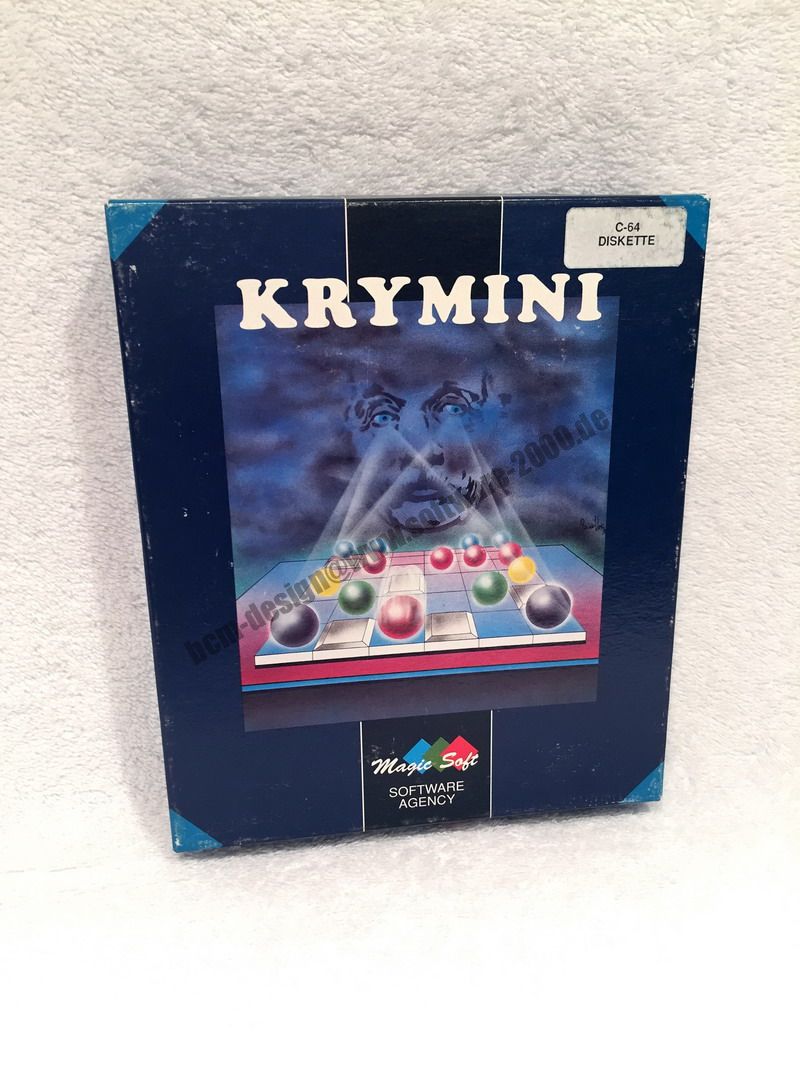 C-64
DISKETTE
KRYMINI
Magic Soft
SOFTWARE
AGENCY